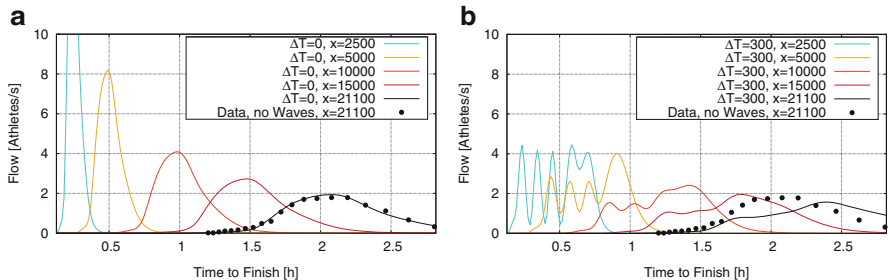 a
10
8
6
4
2
0
Flow [Athletes/s]
ΔT=0, x=2500
ΔT=0, x=5000
ΔT=0, x=10000
ΔT=0, x=15000
ΔT=0, x=21100
Data, no Waves, x=21100
0.5
1
1.5
2
2.5
Time to Finish [h]
b
10
8
6
4
2
0
Flow [Athletes/s]
ΔT=300, x=2500
ΔT=300, x=5000
ΔT=300, x=10000
ΔT=300, x=15000
ΔT=300, x=21100
Data, no Waves, x=21100
0.5
1
1.5
2
2.5
Time to Finish [h]